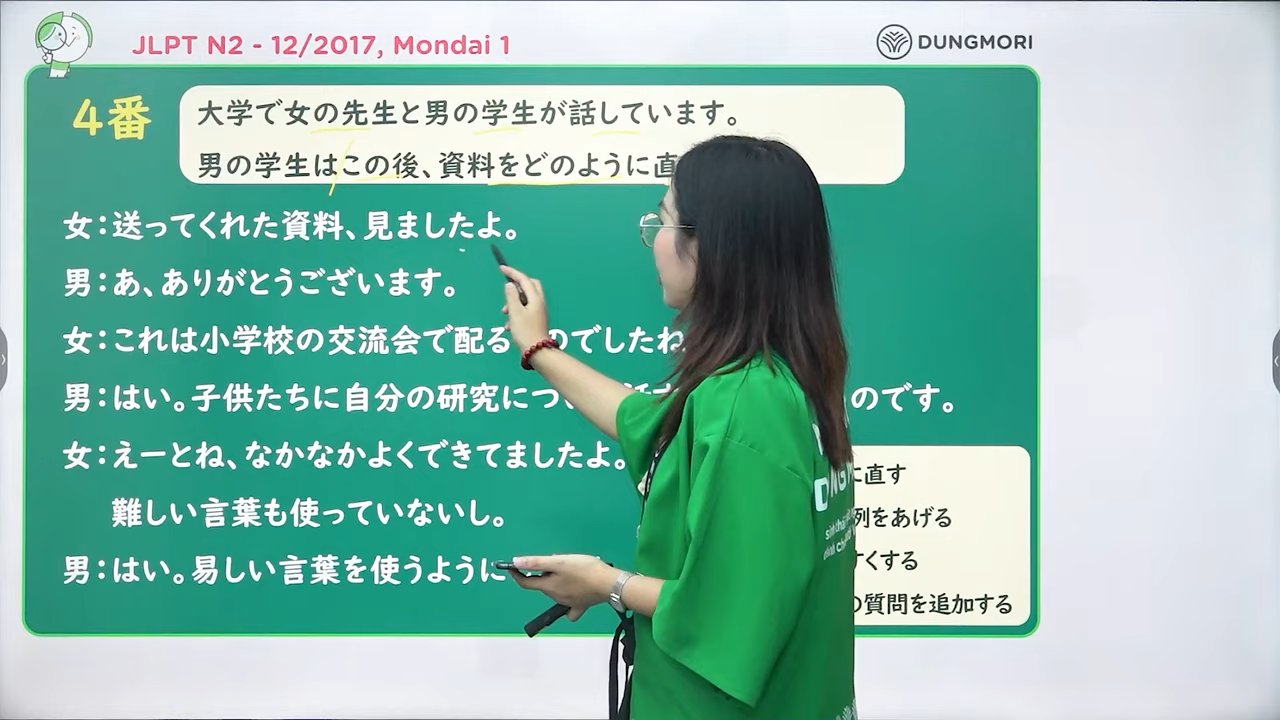 JLPT N2 - 12/2017, Mondai 1
DUNGMORI
4番
大学で女の先生と男の学生が話しています。
男の学生はこの後、資料をどのように直
女:送ってくれた資料、見ましたよ。
男:あ、ありがとうございます。
女:これは小学校の交流会で配る のでしたね
男:はい。子供たちに自分の研究につ のです。
女:えーとね、なかなかよくできてましたよ。
難しい言葉も使っていないし。
男:はい。易しい言葉を使うように
に直す
例をあげる
すくする
の質問を追加する